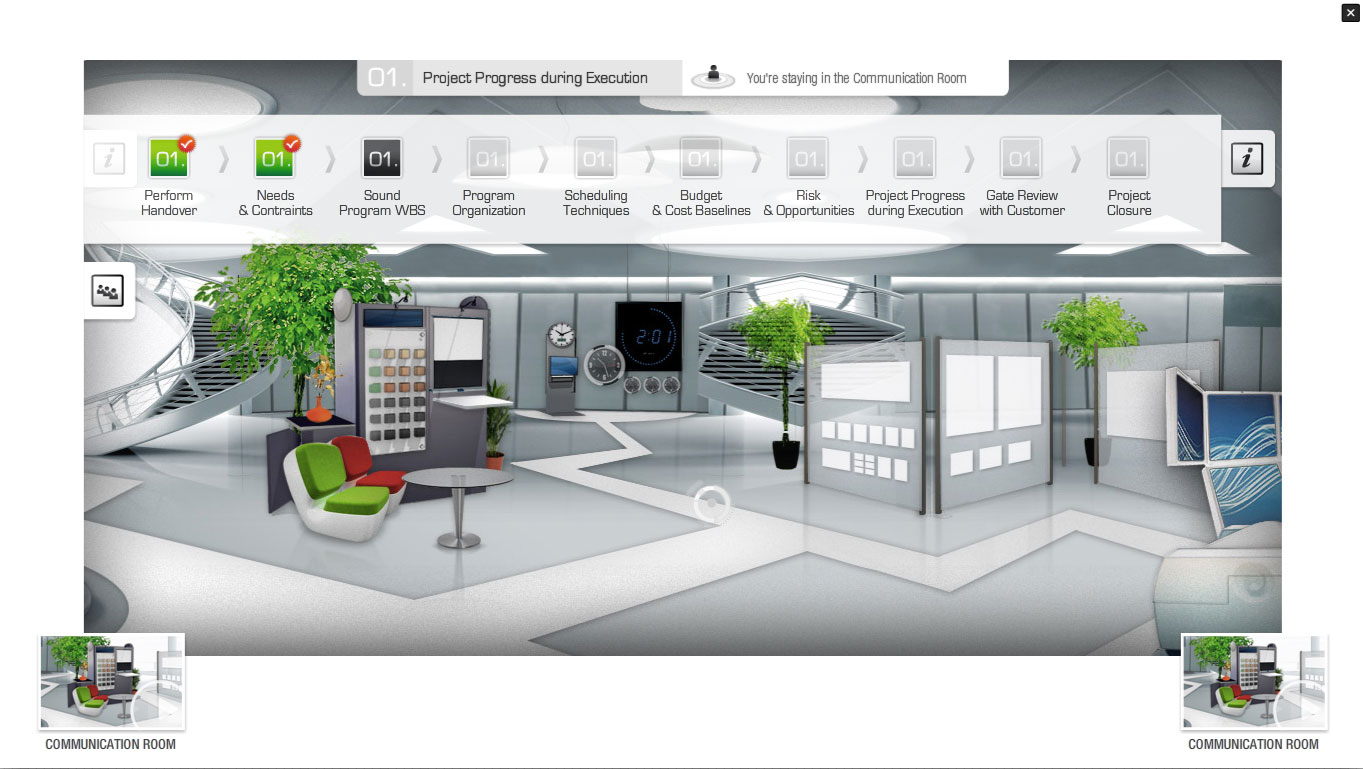 01. Project Progress during Execution
You're staying in the Communication Room
i
01.
01.
01.
01.
01.
01.
01.
01.
01.
01.
i
Perform
Handover
Needs
& Contraints
Sound
Program WBS
Program
Organization
Scheduling
Techniques
Budget
& Cost Baselines
Risk
& Opportunities
Project Progress
during Execution
Gate Review
with Customer
Project
Closure
2:01
COMMUNICATION ROOM
COMMUNICATION ROOM